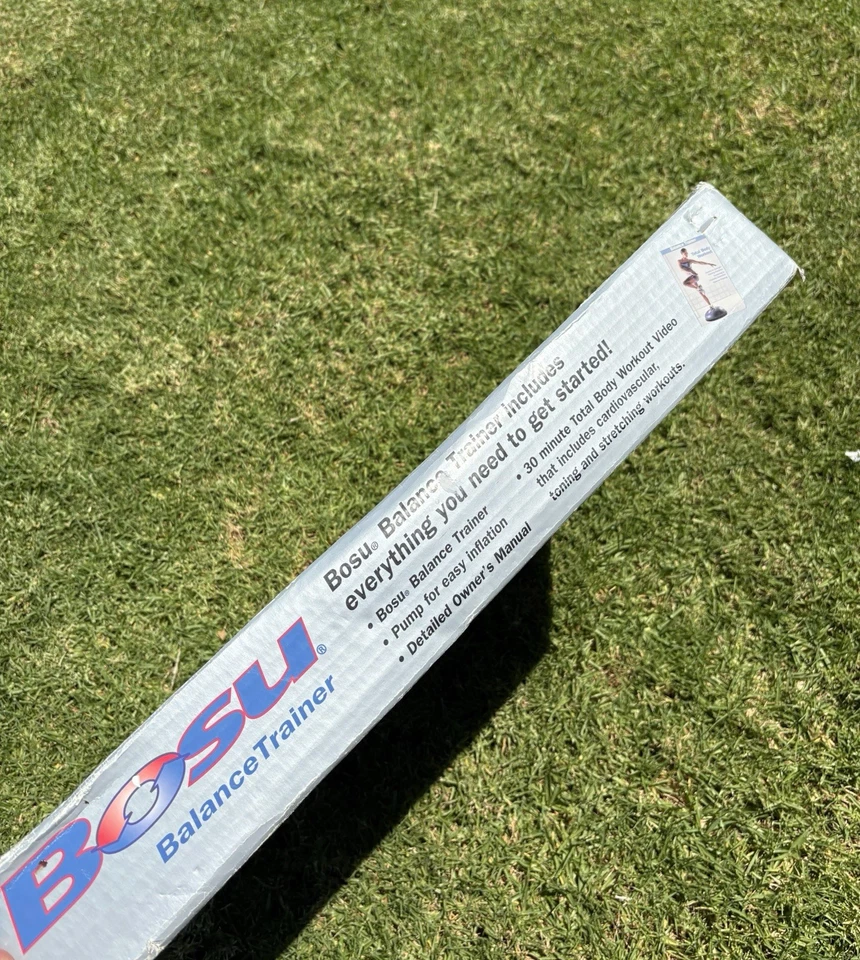 BOSU®
BalanceTrainer
Bosu® Balance Trainer includes
everything you need to get started!
• Bosu® Balance Trainer
• Pump for easy inflation
• Detailed Owner's Manual
• 30 minute Total Body Workout Video
that includes cardiovascular,
toning and stretching workouts.